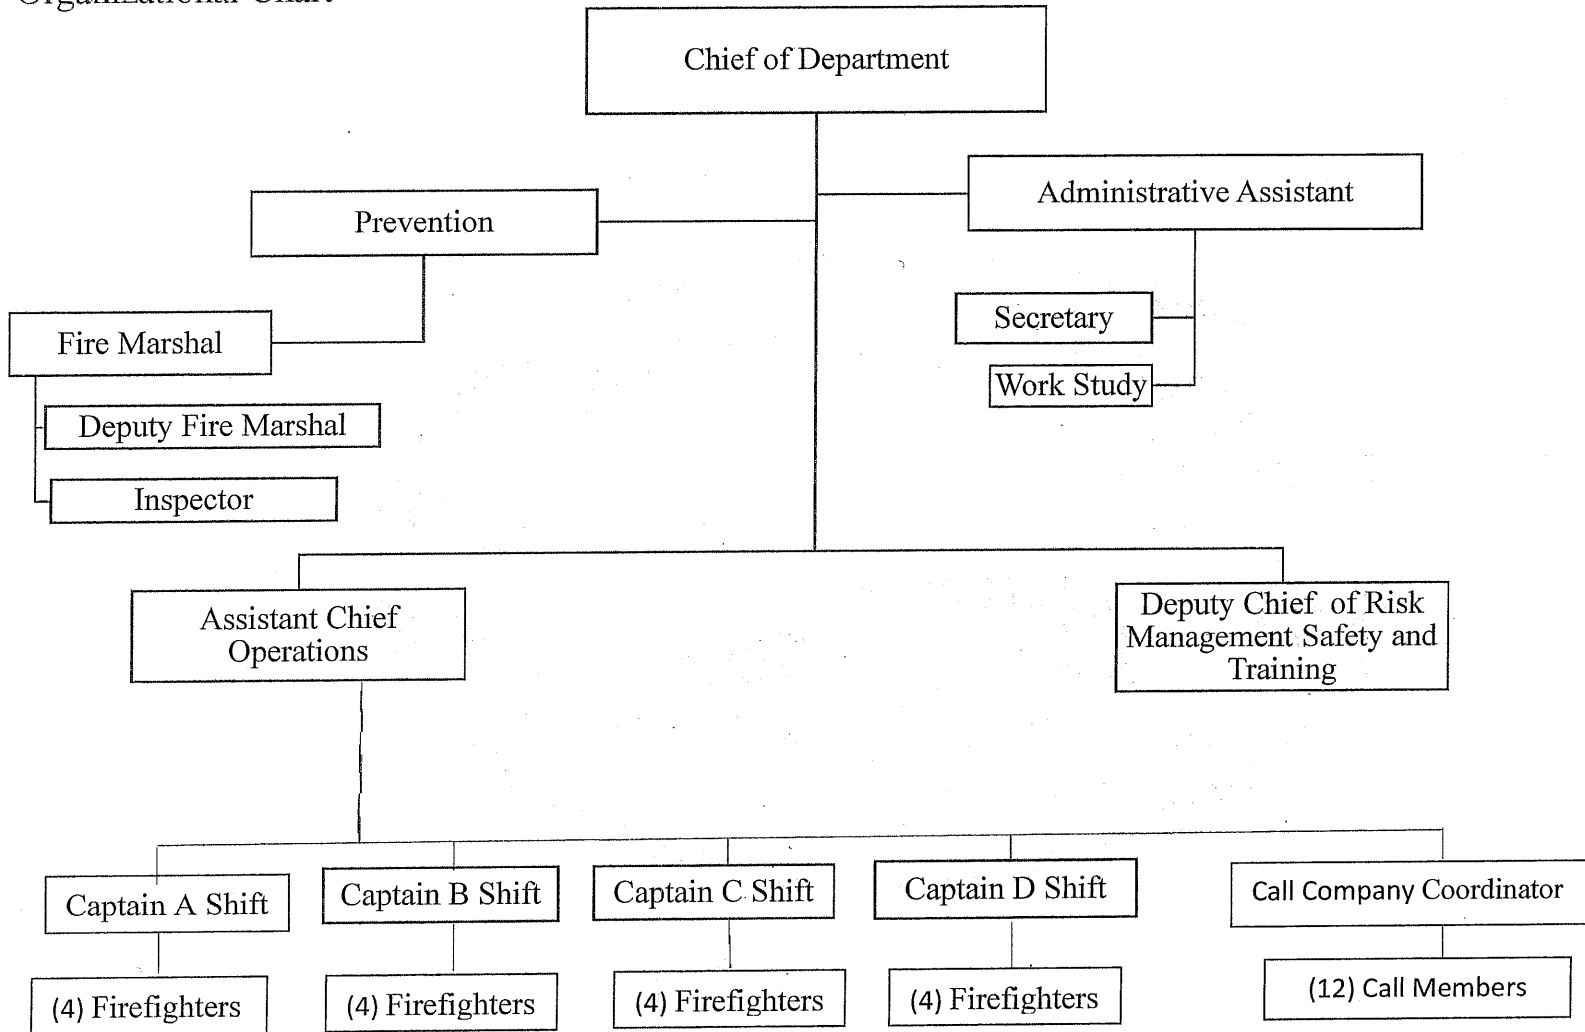 Organizational Chart
Chief of Department
Administrative Assistant
Prevention
Secretary
Fire Marshal
Work Study
Deputy Fire Marshal
Inspector
Assistant Chief
Operations
Deputy Chief of Risk
Management Safety and
Training
Captain A Shift
Captain B Shift
Captain C Shift
Captain D Shift
Call Company Coordinator
(4) Firefighters
(4) Firefighters
(4) Firefighters
(4) Firefighters
(12) Call Members